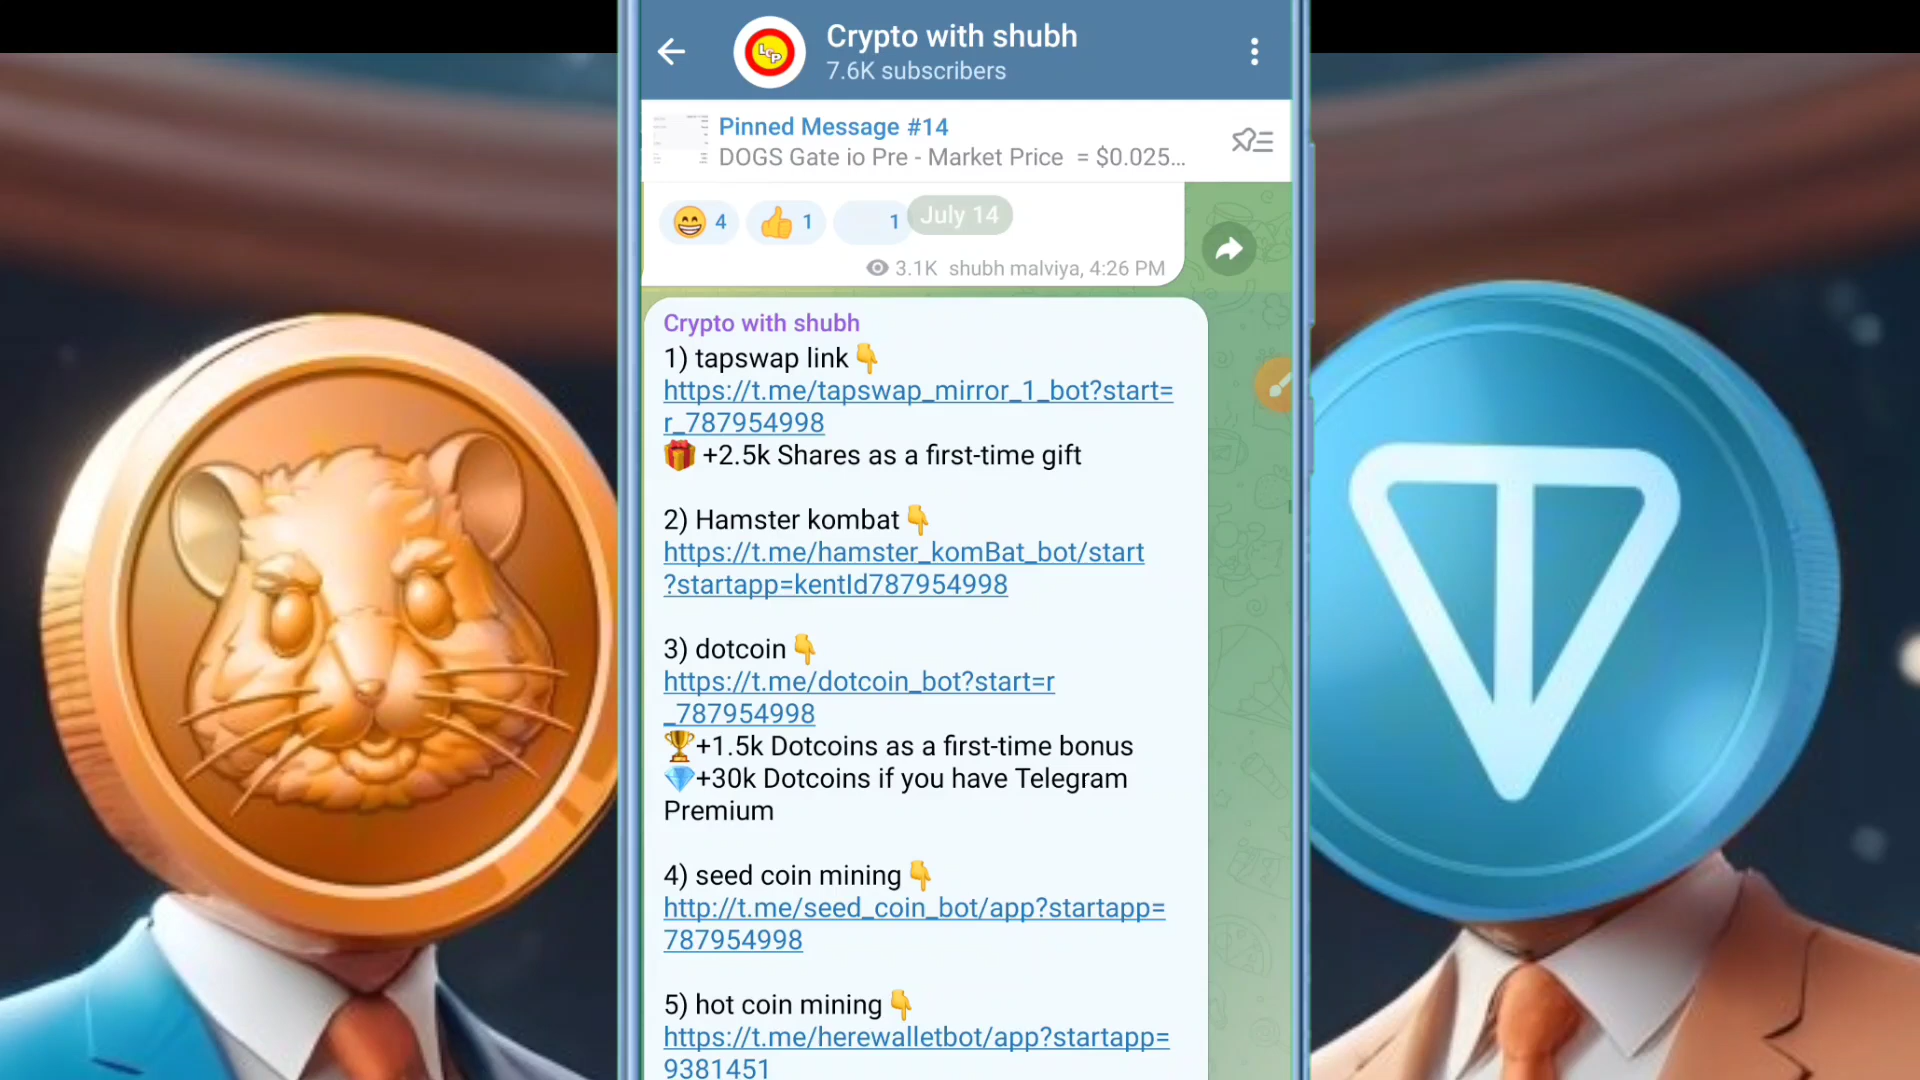 Crypto with shubh
7.6K subscribers
LCP
Pinned Message #14
DOGS Gate io Pre - Market Price = $0.025...
😁 4 👍 1 1 July 14
3.1K shubh malviya, 4:26 PM
Crypto with shubh
1) tapswap link👇
https://t.me/tapswap_mirror_1_bot?start=
r_787954998
🎁 +2.5k Shares as a first-time gift
2) Hamster kombat👇
https://t.me/hamster_komBat_bot/start
?startapp=kentId787954998
3) dotcoin👇
https://t.me/dotcoin_bot?start=r
_787954998
🏆+1.5k Dotcoins as a first-time bonus
💎+30k Dotcoins if you have Telegram
Premium
4) seed coin mining👇
http://t.me/seed_coin_bot/app?startapp=
787954998
5) hot coin mining👇
https://t.me/herewalletbot/app?startapp=
9381451